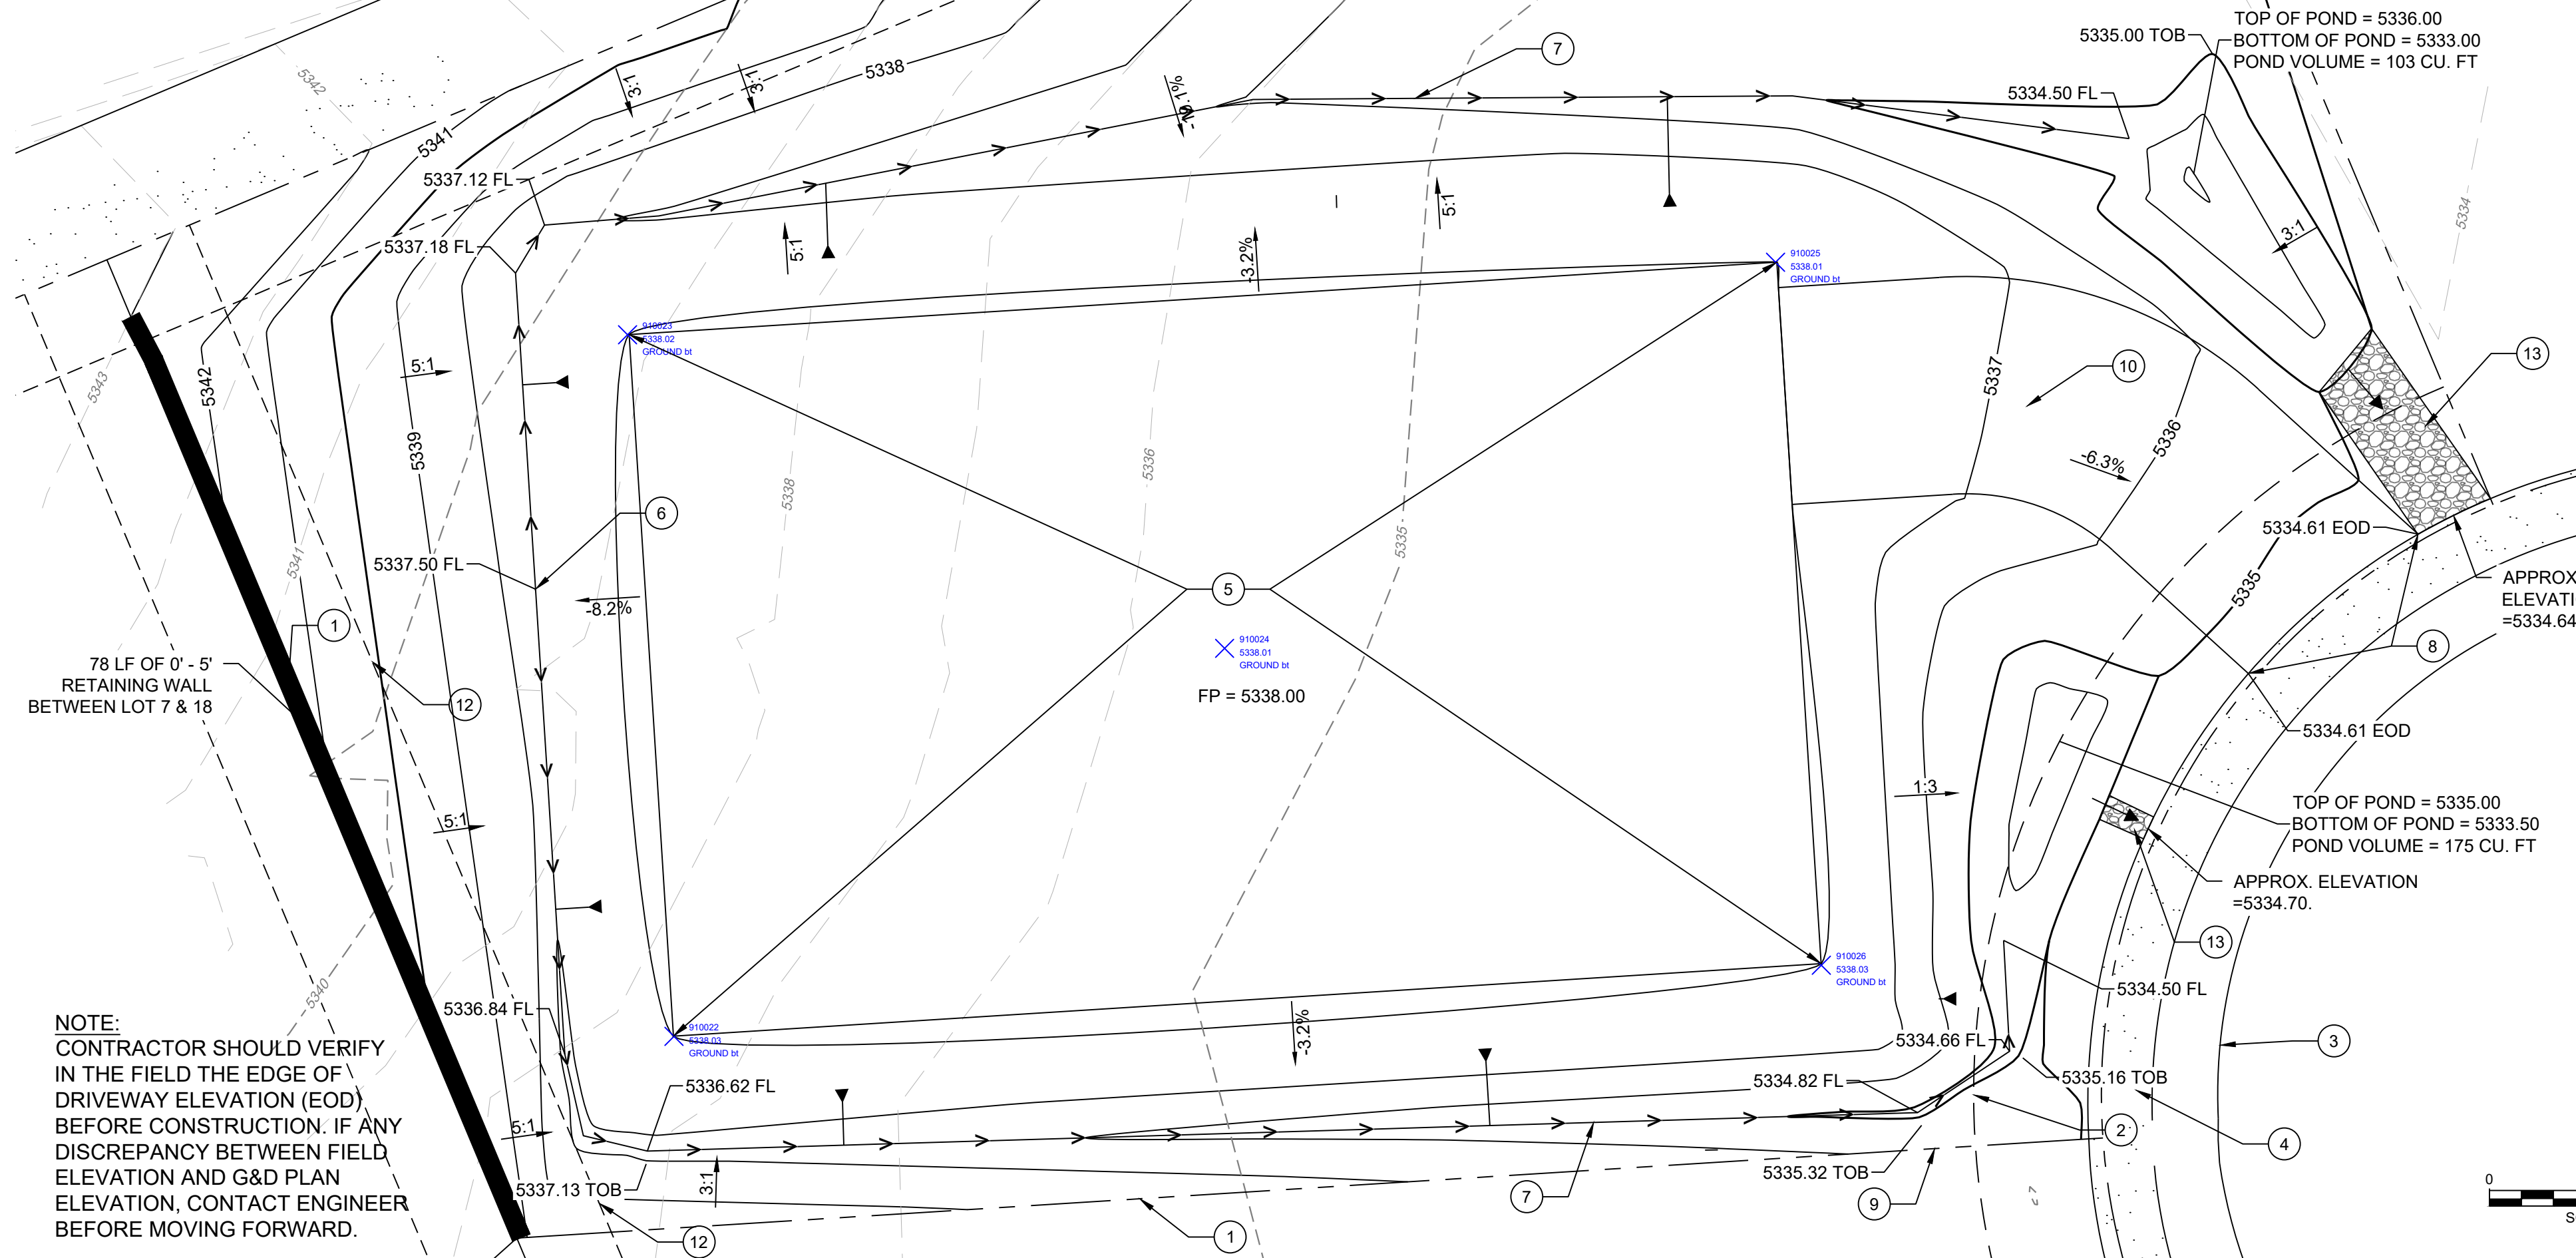 TOP OF POND = 5336.00
BOTTOM OF POND = 5333.00
POND VOLUME = 103 CU. FT
5335.00 TOB
5334.50 FL
7
5338
3:1
3:1
5342
5341
5337.12 FL
5337.18 FL
5:1
5:1
-3.2%
3:1
5334
910025
5338.01
GROUND bt
910023
5338.02
GROUND bt
13
10
5:1
5343
5342
5339
5337
5336
-6.3%
5338
5336
5335
6
5334.61 EOD
5337.50 FL
5341
-8.2%
5
5335
APPROX
ELEVATI
=5334.64
1
8
910024
5338.01
GROUND bt
FP = 5338.00
78 LF OF 0' - 5'
RETAINING WALL
BETWEEN LOT 7 & 18
12
5334.61 EOD
1:3
TOP OF POND = 5335.00
BOTTOM OF POND = 5333.50
POND VOLUME = 175 CU. FT
5:1
APPROX. ELEVATION
=5334.70.
13
910026
5338.03
GROUND bt
5340
5336.84 FL
5334.50 FL
910022
5338.03
GROUND bt
-3.2%
5334.66 FL
3
NOTE:
CONTRACTOR SHOULD VERIFY
IN THE FIELD THE EDGE OF
DRIVEWAY ELEVATION (EOD)
BEFORE CONSTRUCTION. IF ANY
DISCREPANCY BETWEEN FIELD
ELEVATION AND G&D PLAN
ELEVATION, CONTACT ENGINEER
BEFORE MOVING FORWARD.
5336.62 FL
5334.82 FL
5335.16 TOB
5:1
2
4
5337.13 TOB
3:1
5335.32 TOB
7
9
1
12
0
S